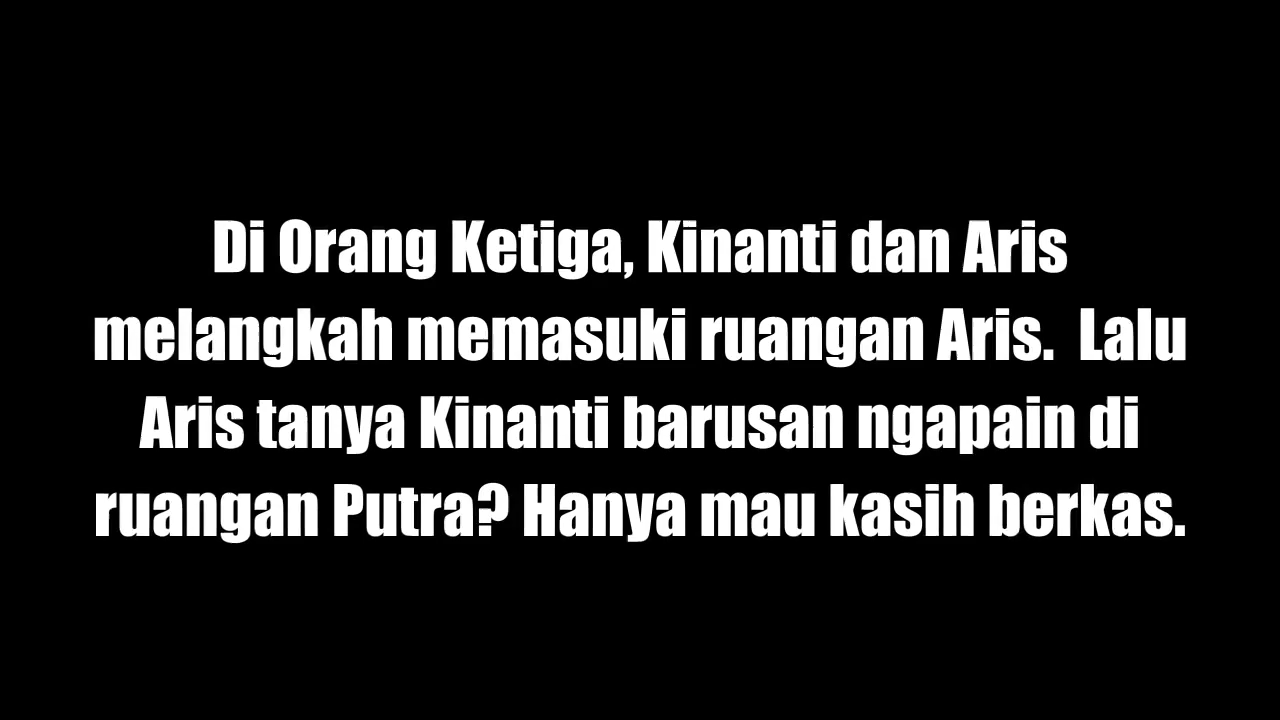 Di Orang Ketiga, Kinanti dan Aris
melangkah memasuki ruangan Aris.  Lalu
Aris tanya Kinanti barusan ngapain di
ruangan Putra? Hanya mau kasih berkas.